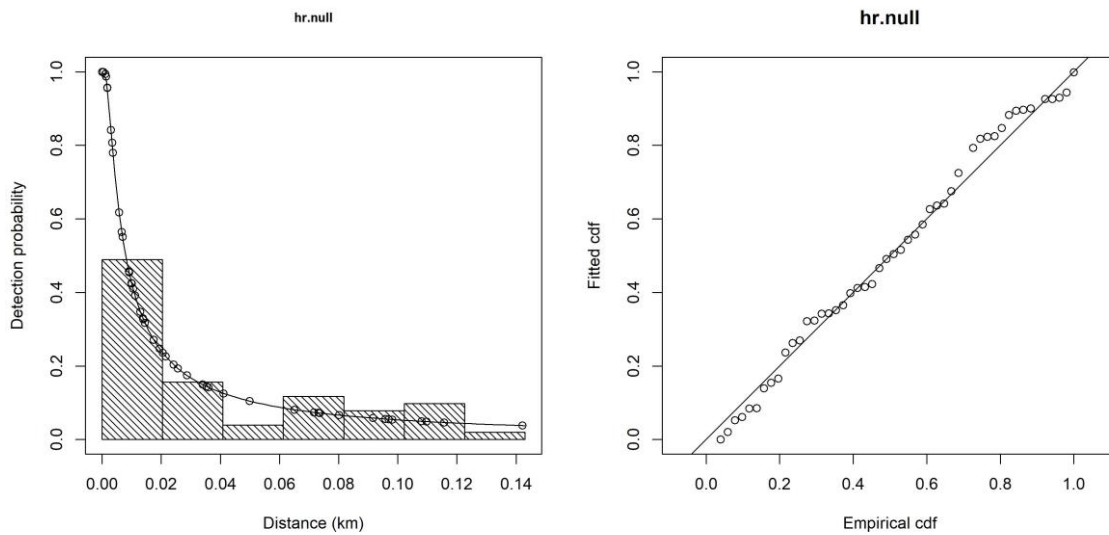 hr.null
1.0
0.8
0.6
0.4
0.2
0.0
Detection probability
0.00 0.02 0.04 0.06 0.08 0.10 0.12 0.14
Distance (km)
hr.null
1.0
0.8
0.6
0.4
0.2
0.0
Fitted cdf
0.0 0.2 0.4 0.6 0.8 1.0
Empirical cdf